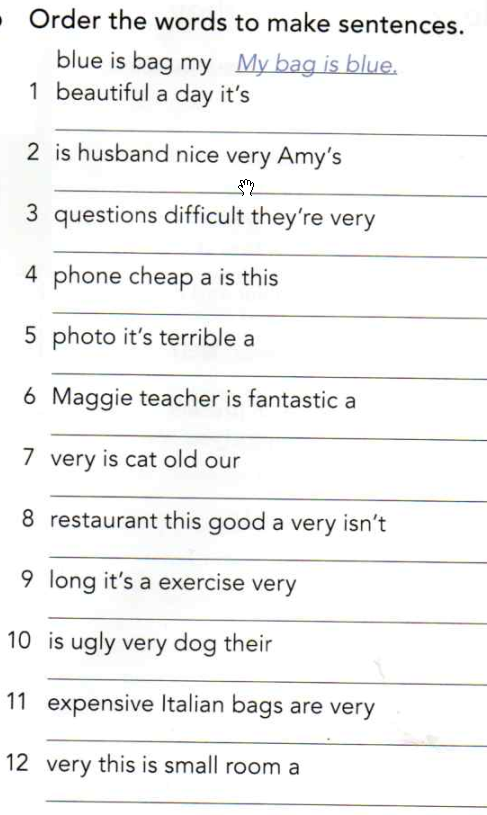 Order the words to make sentences.
blue is bag my My bag is blue.
1 beautiful a day it's
2 is husband nice very Amy's
3 questions difficult they're very
4 phone cheap a is this
5 photo it's terrible a
6 Maggie teacher is fantastic a
7 very is cat old our
8 restaurant this good a very isn't
9 long it's a exercise very
10 is ugly very dog their
11 expensive Italian bags are very
12 very this is small room a